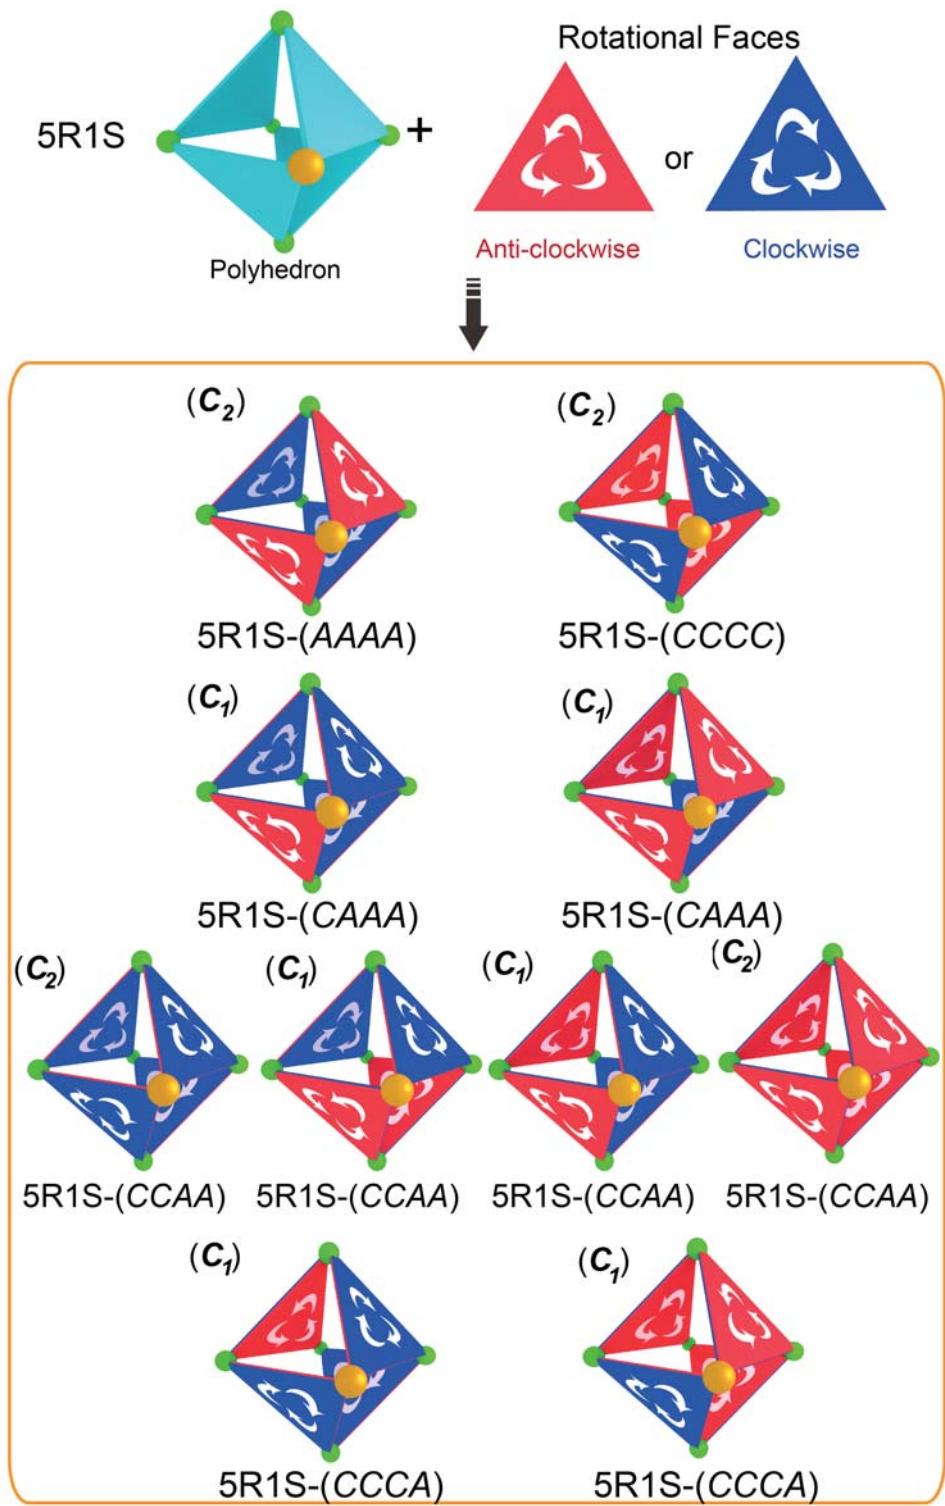 Rotational Faces
5R1S
+
or
Anti-clockwise
Clockwise
Polyhedron
(C2)
(C2)
5R1S-(AAAA)
5R1S-(CCCC)
(C1)
(C1)
5R1S-(CAAA)
5R1S-(CAAA)
(C2)
(C1)
(C1)
(C2)
5R1S-(CCAA)
5R1S-(CCAA)
5R1S-(CCAA)
5R1S-(CCAA)
(C1)
(C1)
5R1S-(CCCA)
5R1S-(CCCA)